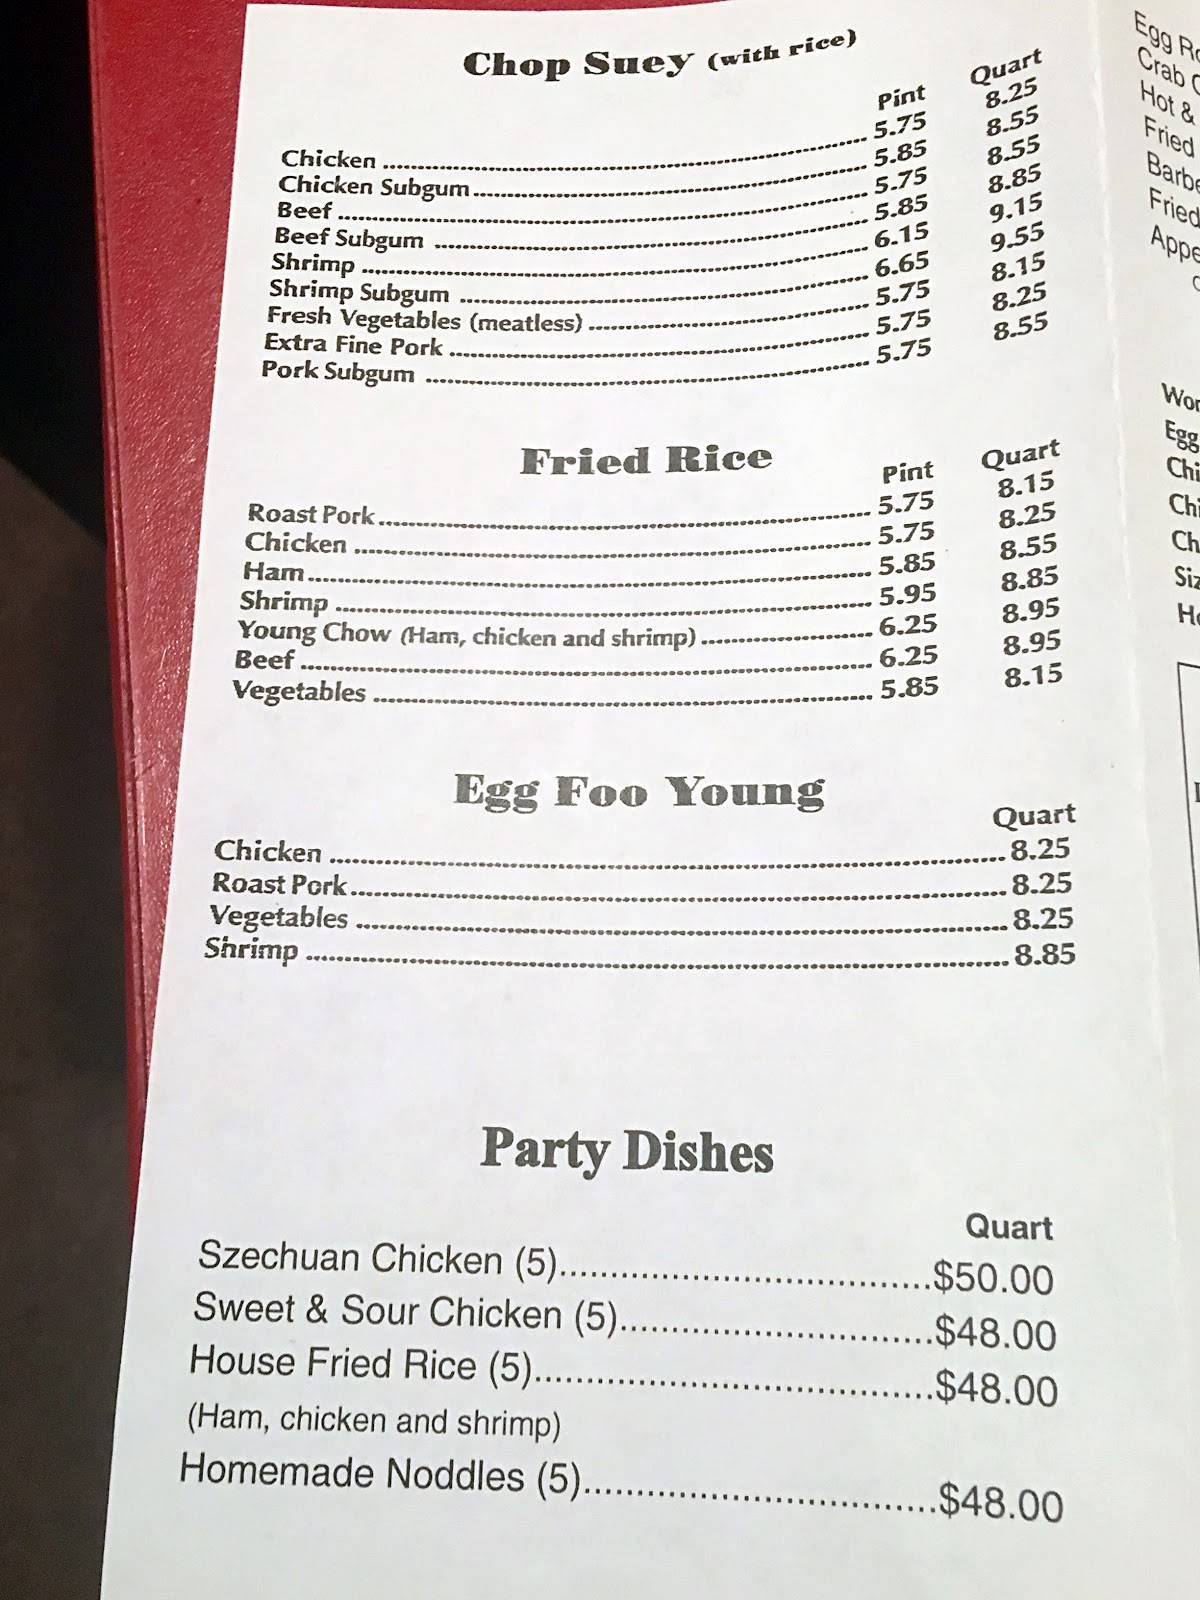 Chop Suey (with rice)
Pint Quart
Chicken 5.75 8.25
Chicken Subgum 5.85 8.55
Beef 5.75 8.55
Beef Subgum 5.85 8.85
Shrimp 6.15 9.15
Shrimp Subgum 6.65 9.55
Fresh Vegetables (meatless) 5.75 8.15
Extra Fine Pork 5.75 8.25
Pork Subgum 5.75 8.55
Fried Rice
Pint Quart
Roast Pork 5.75 8.15
Chicken 5.75 8.25
Ham 5.85 8.55
Shrimp 5.95 8.85
Young Chow (Ham, chicken and shrimp) 6.25 8.95
Beef 6.25 8.95
Vegetables 5.85 8.15
Egg Foo Young
Quart
Chicken 8.25
Roast Pork 8.25
Vegetables 8.25
Shrimp 8.85
Party Dishes
Quart
Szechuan Chicken (5) $50.00
Sweet & Sour Chicken (5) $48.00
House Fried Rice (5) $48.00
(Ham, chicken and shrimp)
Homemade Noddles (5) $48.00
Egg
Crab
Hot &
Fried
Fried
Egg